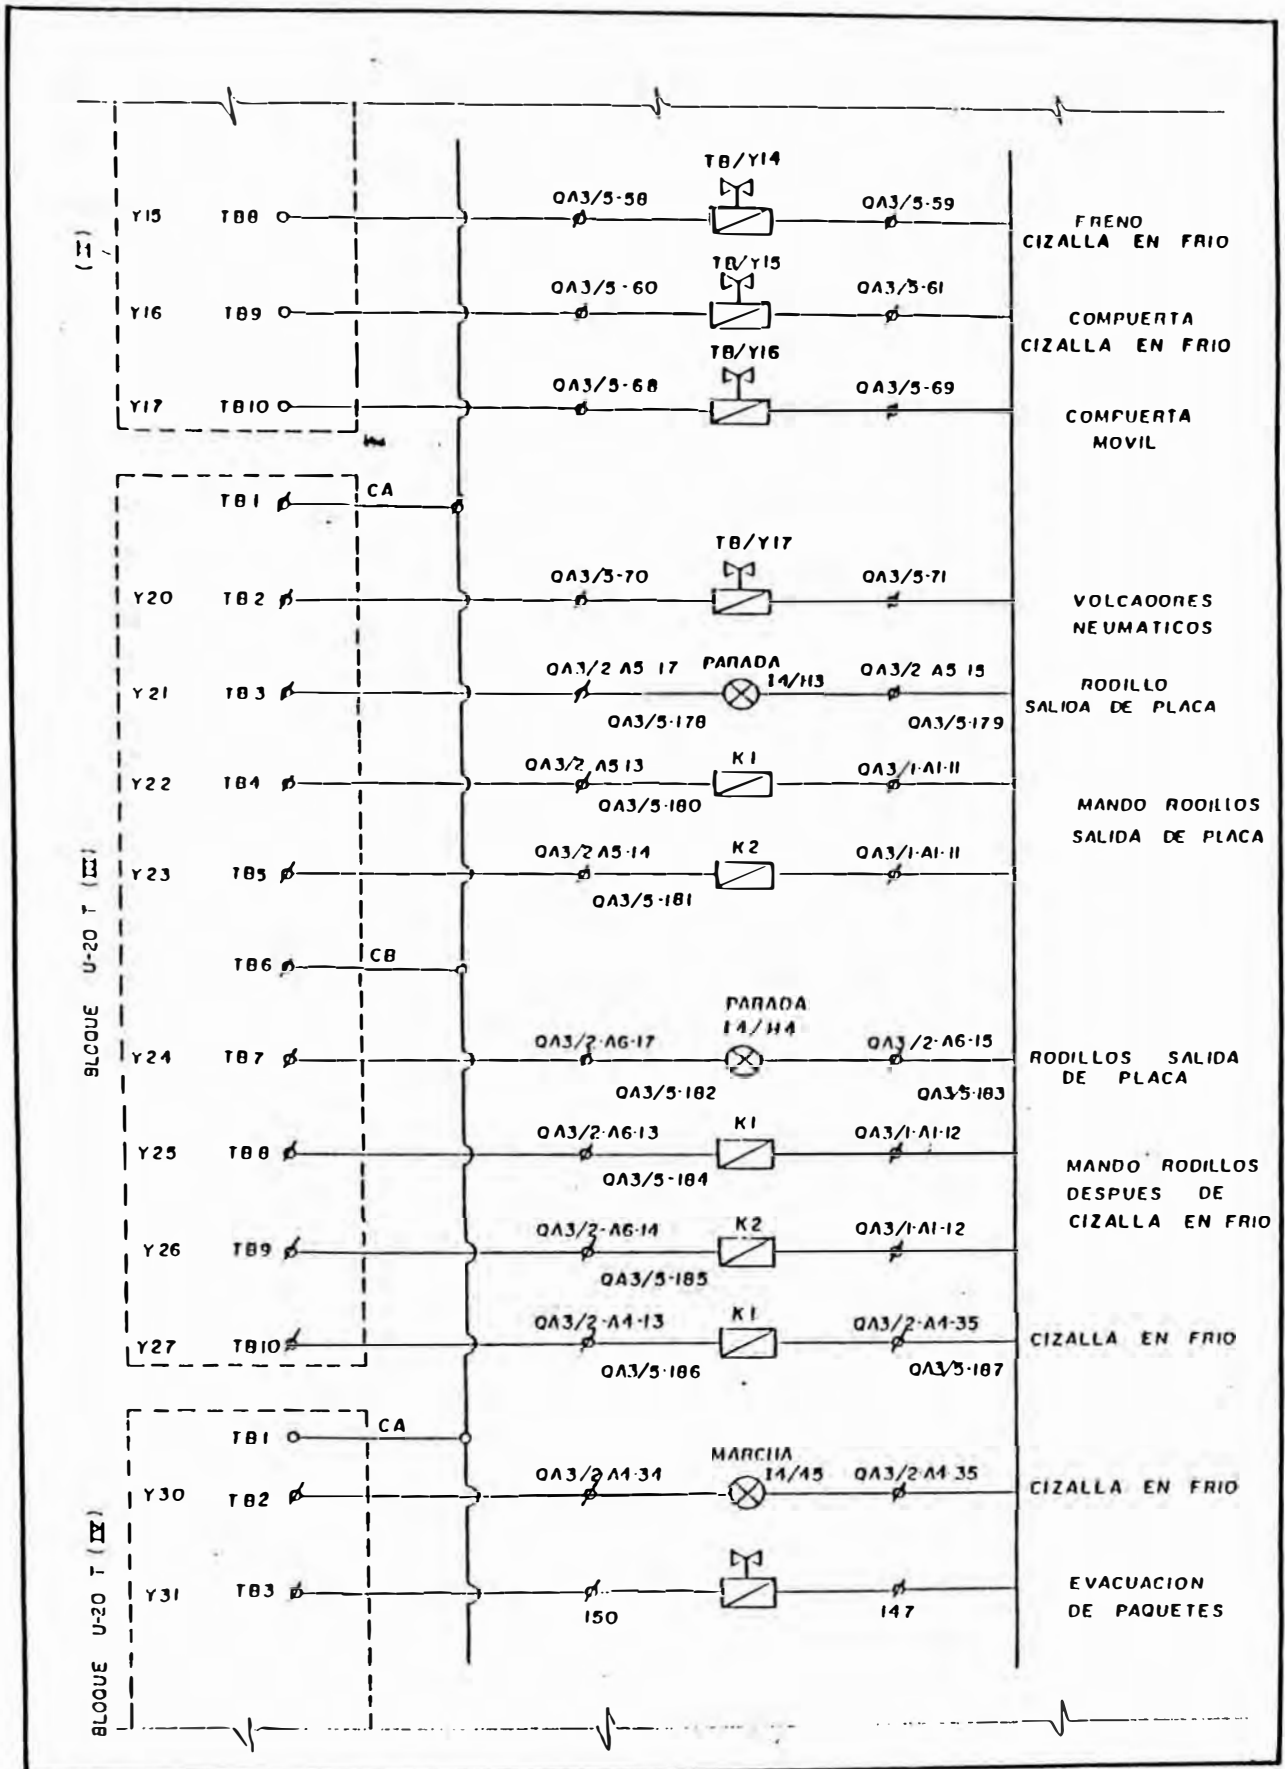 TB/Y14
Y15 TB8 QA3/5-58 QA3/5-59 FRENO
CIZALLA EN FRIO
(II)
TB/Y15
Y16 TB9 QA3/5-60 QA3/5-61 COMPUERTA
CIZALLA EN FRIO
TB/Y16
Y17 TB10 QA3/5-68 QA3/5-69 COMPUERTA
MOVIL
BLOQUE U-20 T (III)
TB1 CA
TB/Y17
Y20 TB2 QA3/5-70 QA3/5-71 VOLCADORES
NEUMATICOS
Y21 TB3 QA3/2 A5 17 PARADA I4/H3 QA3/2 A5 15 RODILLO
SALIDA DE PLACA
QA3/5-178 QA3/5-179
Y22 TB4 QA3/2 A5 13 K1 QA3/1-A1-11
QA3/5-180
MANDO RODILLOS
SALIDA DE PLACA
Y23 TB5 QA3/2 A5-14 K2 QA3/1-A1-11
QA3/5-181
TB6 CB
PARADA
I4/H4
Y24 TB7 QA3/2-A6-17 QA3/2-A6-15 RODILLOS SALIDA
DE PLACA
QA3/5-182 QA3/5-183
Y25 TB8 QA3/2-A6-13 K1 QA3/1-A1-12
QA3/5-184
MANDO RODILLOS
DESPUES DE
CIZALLA EN FRIO
Y26 TB9 QA3/2-A6-14 K2 QA3/1-A1-12
QA3/5-185
Y27 TB10 QA3/2-A4-13 K1 QA3/2-A4-35 CIZALLA EN FRIO
QA3/5-186 QA3/5-187
BLOQUE U-20 T (IV)
TB1 CA
MARCHA
Y30 TB2 QA3/2 A4-34 QA3/2-A4 35 CIZALLA EN FRIO
Y31 TB3 150 147 EVACUACION
DE PAQUETES